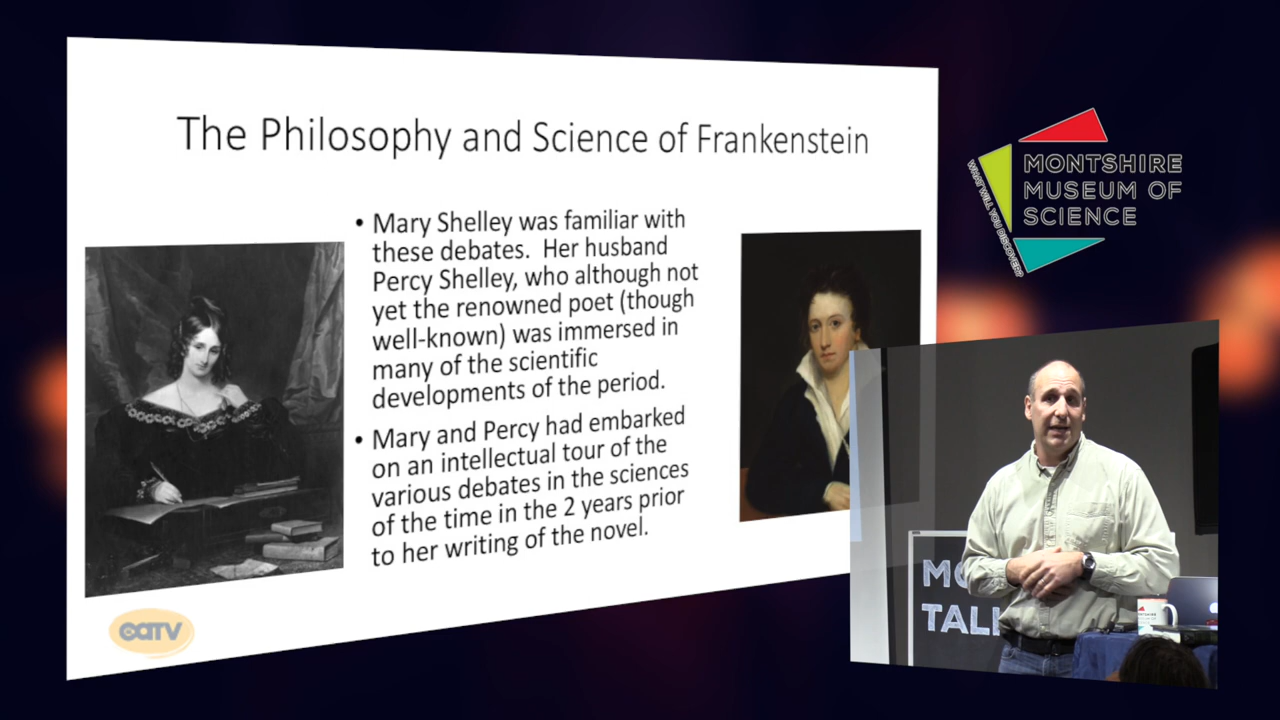 The Philosophy and Science of Frankenstein
• Mary Shelley was familiar with
these debates. Her husband
Percy Shelley, who although not
yet the renowned poet (though
well-known) was immersed in
many of the scientific
developments of the period.
• Mary and Percy had embarked
on an intellectual tour of the
various debates in the sciences
of the time in the 2 years prior
to her writing of the novel.
CATV
WHAT WILL YOU DISCOVER?
MONTSHIRE
MUSEUM OF
SCIENCE